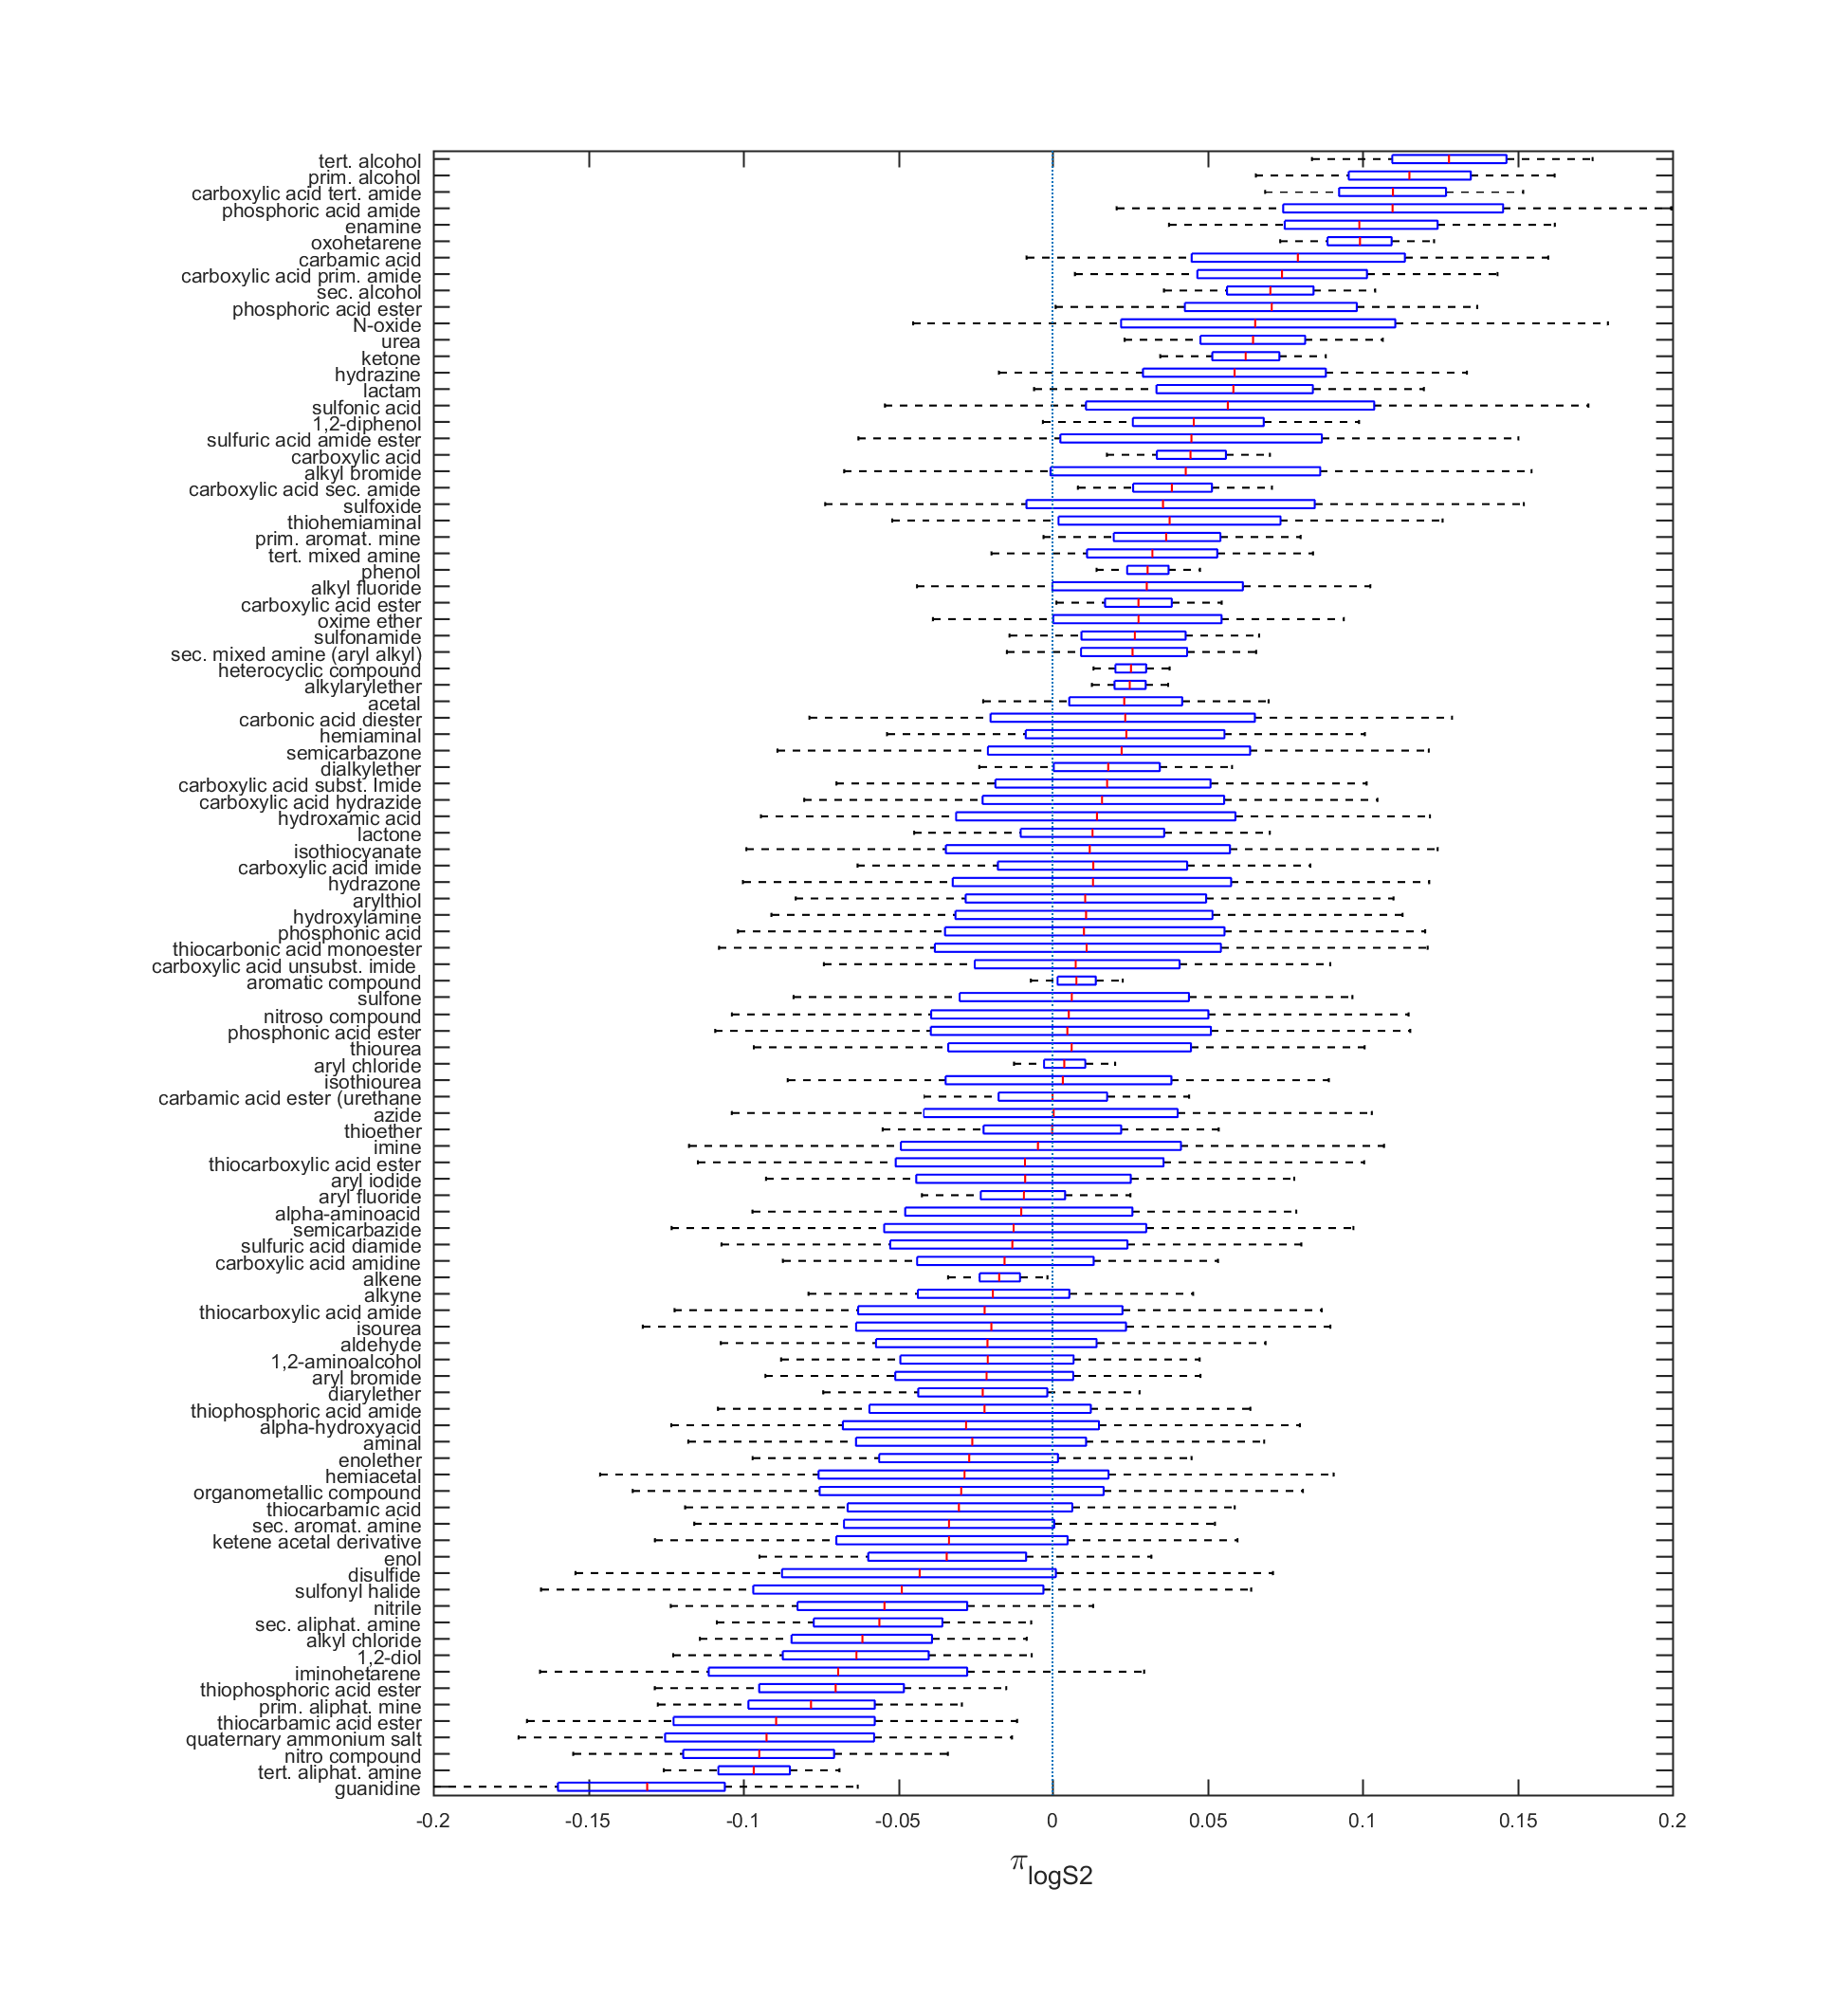 tert. alcohol
prim. alcohol
carboxylic acid tert. amide
phosphoric acid amide
enamine
oxohetarene
carbamic acid
carboxylic acid prim. amide
sec. alcohol
phosphoric acid ester
N-oxide
urea
ketone
hydrazine
lactam
sulfonic acid
1,2-diphenol
sulfuric acid amide ester
carboxylic acid
alkyl bromide
carboxylic acid sec. amide
sulfoxide
thiohemiaminal
prim. aromat. mine
tert. mixed amine
phenol
alkyl fluoride
carboxylic acid ester
oxime ether
sulfonamide
sec. mixed amine (aryl alkyl)
heterocyclic compound
alkylarylether
acetal
carbonic acid diester
hemiaminal
semicarbazone
dialkylether
carboxylic acid subst. Imide
carboxylic acid hydrazide
hydroxamic acid
lactone
isothiocyanate
carboxylic acid imide
hydrazone
arylthiol
hydroxylamine
phosphonic acid
thiocarbonic acid monoester
carboxylic acid unsubst. imide
aromatic compound
sulfone
nitroso compound
phosphonic acid ester
thiourea
aryl chloride
isothiourea
carbamic acid ester (urethane
azide
thioether
imine
thiocarboxylic acid ester
aryl iodide
aryl fluoride
alpha-aminoacid
semicarbazide
sulfuric acid diamide
carboxylic acid amidine
alkene
alkyne
thiocarboxylic acid amide
isourea
aldehyde
1,2-aminoalcohol
aryl bromide
diarylether
thiophosphoric acid amide
alpha-hydroxyacid
aminal
enolether
hemiacetal
organometallic compound
thiocarbamic acid
sec. aromat. amine
ketene acetal derivative
enol
disulfide
sulfonyl halide
nitrile
sec. aliphat. amine
alkyl chloride
1,2-diol
iminohetarene
thiophosphoric acid ester
prim. aliphat. mine
thiocarbamic acid ester
quaternary ammonium salt
nitro compound
tert. aliphat. amine
guanidine
-0.2 -0.15 -0.1 -0.05 0 0.05 0.1 0.15 0.2
π logS2